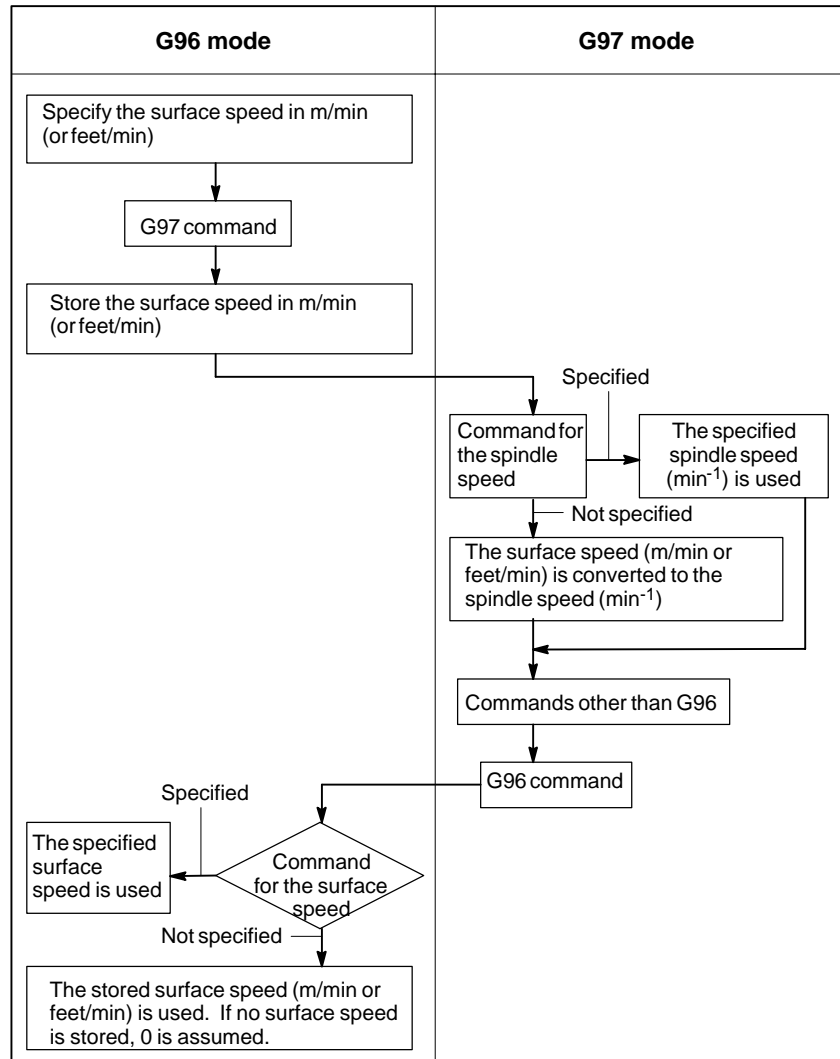 G96 mode
G97 mode
Specify the surface speed in m/min
(or feet/min)
G97 command
Store the surface speed in m/min
(or feet/min)
Specified
Command for
the spindle
speed
The specified
spindle speed
(min-1) is used
Not specified
The surface speed (m/min or
feet/min) is converted to the
spindle speed (min-1)
Commands other than G96
G96 command
Specified
The specified
surface
speed is used
Command
for the surface
speed
Not specified
The stored surface speed (m/min or
feet/min) is used. If no surface speed
is stored, 0 is assumed.